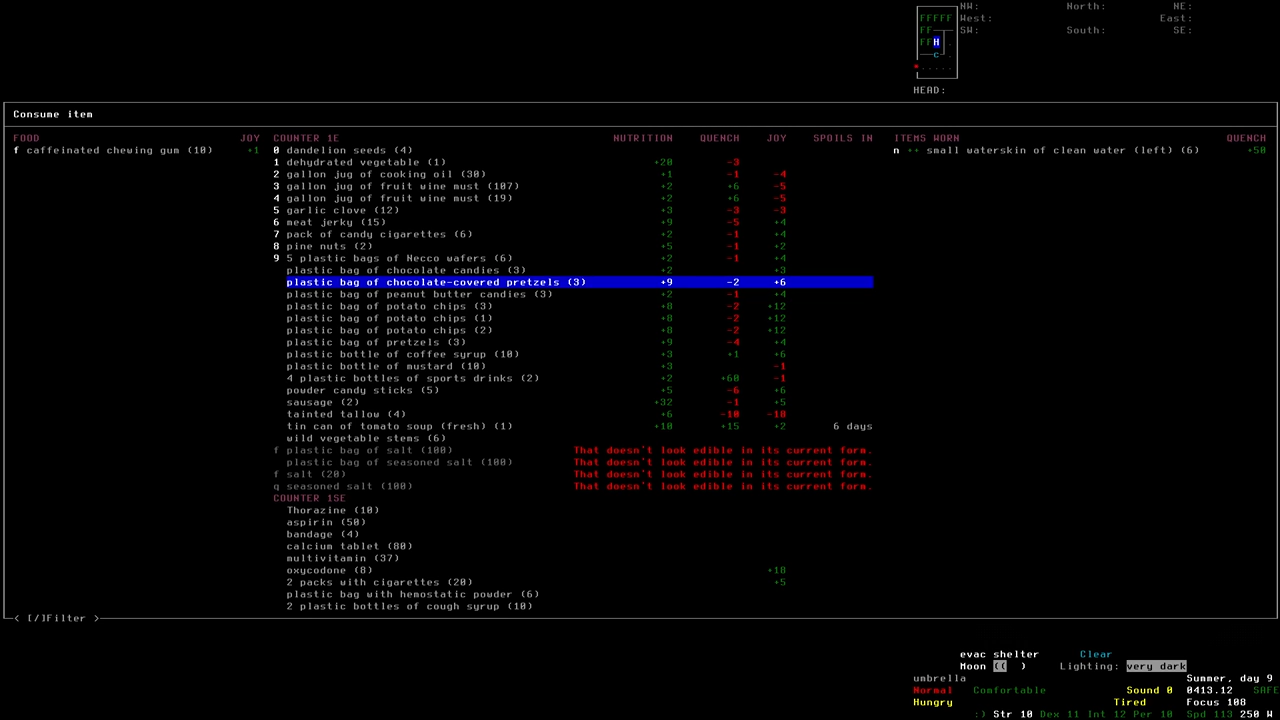 NW: North: NE:
FFFFF West: East:
FF SW: South: SE:
FF H .
c .
* . . . . .
HEAD:
Consume item
FOOD JOY COUNTER 1E NUTRITION QUENCH JOY SPOILS IN ITEMS WORN QUENCH
f caffeinated chewing gum (10) +1 0 dandelion seeds (4) n ++ small waterskin of clean water (left) (6) +50
1 dehydrated vegetable (1) +20 -3
2 gallon jug of cooking oil (30) +1 -1 -4
3 gallon jug of fruit wine must (107) +2 +6 -5
4 gallon jug of fruit wine must (19) +2 +6 -5
5 garlic clove (12) +3 -3 -3
6 meat jerky (15) +9 -5 +4
7 pack of candy cigarettes (6) +2 -1 +4
8 pine nuts (2) +5 -1 +2
9 5 plastic bags of Necco wafers (6) +2 -1 +4
plastic bag of chocolate candies (3) +2 +3
plastic bag of chocolate-covered pretzels (3) +9 -2 +6
plastic bag of peanut butter candies (3) +2 -1 +4
plastic bag of potato chips (3) +8 -2 +12
plastic bag of potato chips (1) +8 -2 +12
plastic bag of potato chips (2) +8 -2 +12
plastic bag of pretzels (3) +9 -4 +4
plastic bottle of coffee syrup (10) +3 +1 +6
plastic bottle of mustard (10) +3 -1
4 plastic bottles of sports drinks (2) +2 +60 -1
powder candy sticks (5) +5 -6 +6
sausage (2) +32 -1 +5
tainted tallow (4) +6 -10 -18
tin can of tomato soup (fresh) (1) +18 +15 +2 6 days
wild vegetable stems (6)
f plastic bag of salt (100) That doesn't look edible in its current form.
plastic bag of seasoned salt (100) That doesn't look edible in its current form.
f salt (20) That doesn't look edible in its current form.
q seasoned salt (100) That doesn't look edible in its current form.
COUNTER 1SE
Thorazine (10)
aspirin (50)
bandage (4)
calcium tablet (80)
multivitamin (37)
oxycodone (8) +18
2 packs with cigarettes (20) +5
plastic bag with hemostatic powder (6)
2 plastic bottles of cough syrup (10)
< [/]Filter >
evac shelter Clear
Moon (( ) Lighting: very dark
umbrella Summer, day 9
Normal Comfortable Sound 0 0413.12 SAFE
Hungry Tired Focus 108
:) Str 10 Dex 11 Int 12 Per 10 Spd 113 250 W